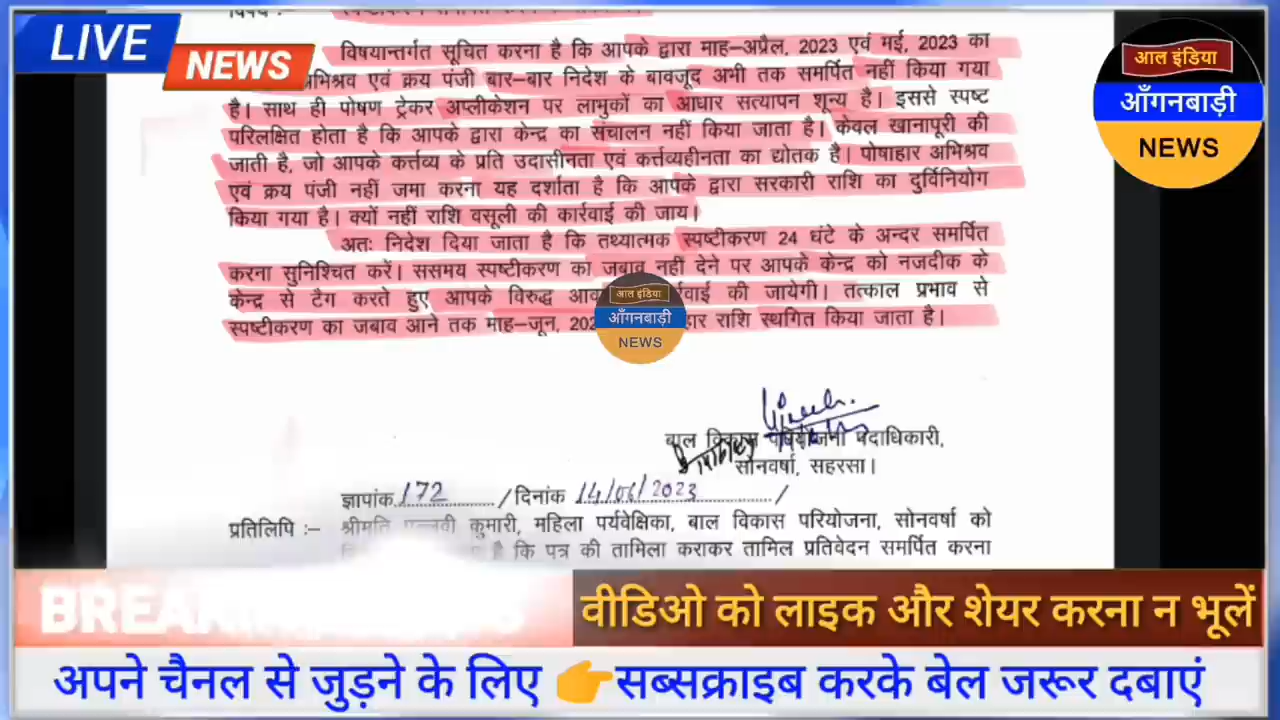 LIVE
NEWS
आल इंडिया
आँगनबाड़ी
NEWS
विषयान्तर्गत सूचित करना है कि आपके द्वारा माह–अप्रैल, 2023 एवं मई, 2023 का
अभिश्रव एवं क्रय पंजी बार–बार निदेश के बावजूद अभी तक समर्पित नहीं किया गया
है। साथ ही पोषण ट्रेकर अप्लीकेशन पर लाभुकों का आधार सत्यापन शून्य है। इससे स्पष्ट
परिलक्षित होता है कि आपके द्वारा केन्द्र का संचालन नहीं किया जाता है। केवल खानापूरी की
जाती है, जो आपके कर्त्तव्य के प्रति उदासीनता एवं कर्त्तव्यहीनता का द्योतक है। पोषाहार अभिश्रव
एवं क्रय पंजी नहीं जमा करना यह दर्शाता है कि आपके द्वारा सरकारी राशि का दुर्विनियोग
किया गया है। क्यों नहीं राशि वसूली की कार्रवाई की जाय।
अतः निदेश दिया जाता है कि तथ्यात्मक स्पष्टीकरण 24 घंटे के अन्दर समर्पित
करना सुनिश्चित करें। ससमय स्पष्टीकरण का जबाव नहीं देने पर आपके केन्द्र को नजदीक के
केन्द्र से टैग करते हुए आपके विरुद्ध की जायेगी। तत्काल प्रभाव से
स्पष्टीकरण का जबाव आने तक माह–जून, राशि स्थगित किया जाता है।
आल इंडिया
आँगनबाड़ी
NEWS
बाल विकास परियोजना पदाधिकारी,
सोनवर्षा, सहरसा।
ज्ञापांक 172 /दिनांक 14/06/2023 /
प्रतिलिपि :– श्रीमति कुमारी, महिला पर्यवेक्षिका, बाल विकास परियोजना, सोनवर्षा को
है कि पत्र की तामिला कराकर तामिल प्रतिवेदन समर्पित करना
वीडिओ को लाइक और शेयर करना न भूलें
अपने चैनल से जुड़ने के लिए 👉सब्सक्राइब करके बेल जरूर दबाएं